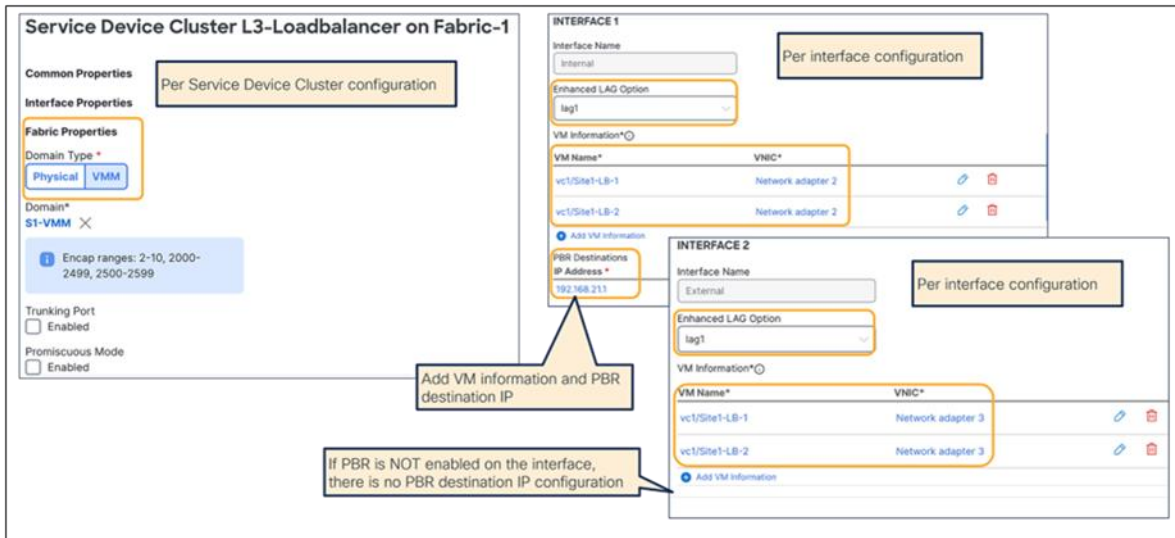 Service Device Cluster L3-Loadbalancer on Fabric-1
Common Properties
Per Service Device Cluster configuration
Interface Properties
Fabric Properties
Domain Type *
Physical VMM
Domain*
S1-VMM
Encap ranges: 2-10, 2000-
2499, 2500-2599
Trunking Port
Enabled
Promiscuous Mode
Enabled
INTERFACE 1
Per interface configuration
Interface Name
Internal
Enhanced LAG Option
lag1
VM Information*
VM Name* VNIC*
vc1/Site1-LB-1 Network adapter 2
vc1/Site1-LB-2 Network adapter 2
Add VM Information
PBR Destinations
IP Address *
192.168.21.1
Add VM information and PBR
destination IP
INTERFACE 2
Per interface configuration
Interface Name
External
Enhanced LAG Option
lag1
VM Information*
VM Name* VNIC*
vc1/Site1-LB-1 Network adapter 3
vc1/Site1-LB-2 Network adapter 3
Add VM Information
If PBR is NOT enabled on the interface,
there is no PBR destination IP configuration